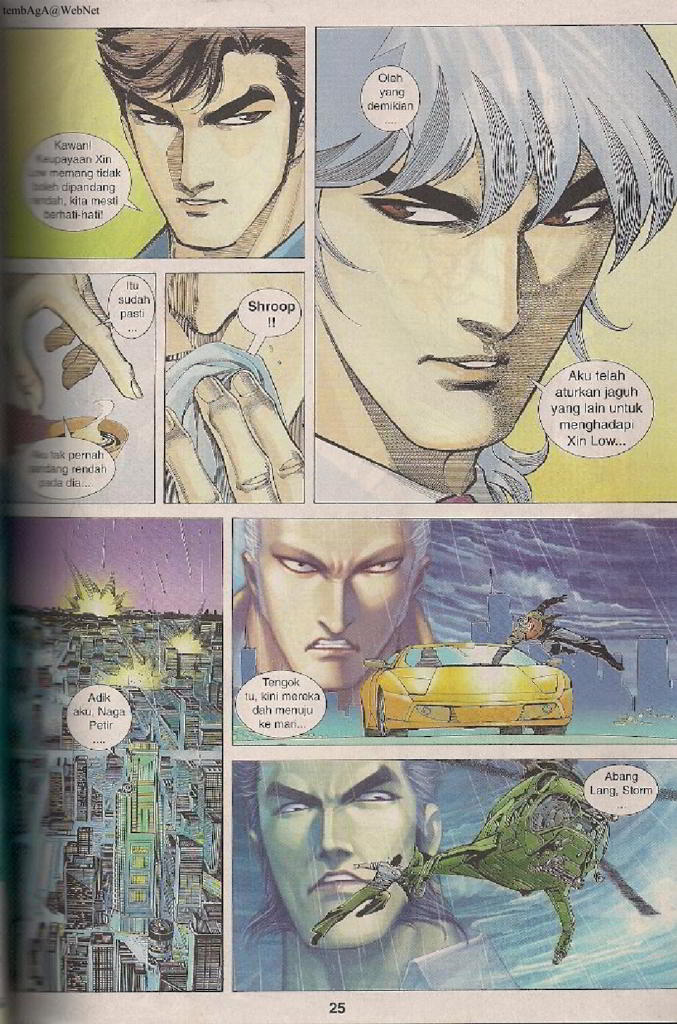 tembAgA@WebNet
Kawan!
Keupayaan Xin
Low memang tidak
boleh dipandang
rendah, kita mesti
berhati-hati!
Oleh
yang
demikian
....
Aku telah
aturkan jaguh
yang lain untuk
menghadapi
Xin Low...
Itu
sudah
pasti
...
Aku tak pernah
pandang rendah
pada dia...
Shroop
!!
Adik
aku, Naga
Petir
....
Tengok
tu, kini mereka
dah menuju
ke mari...
Abang
Lang, Storm
....
25